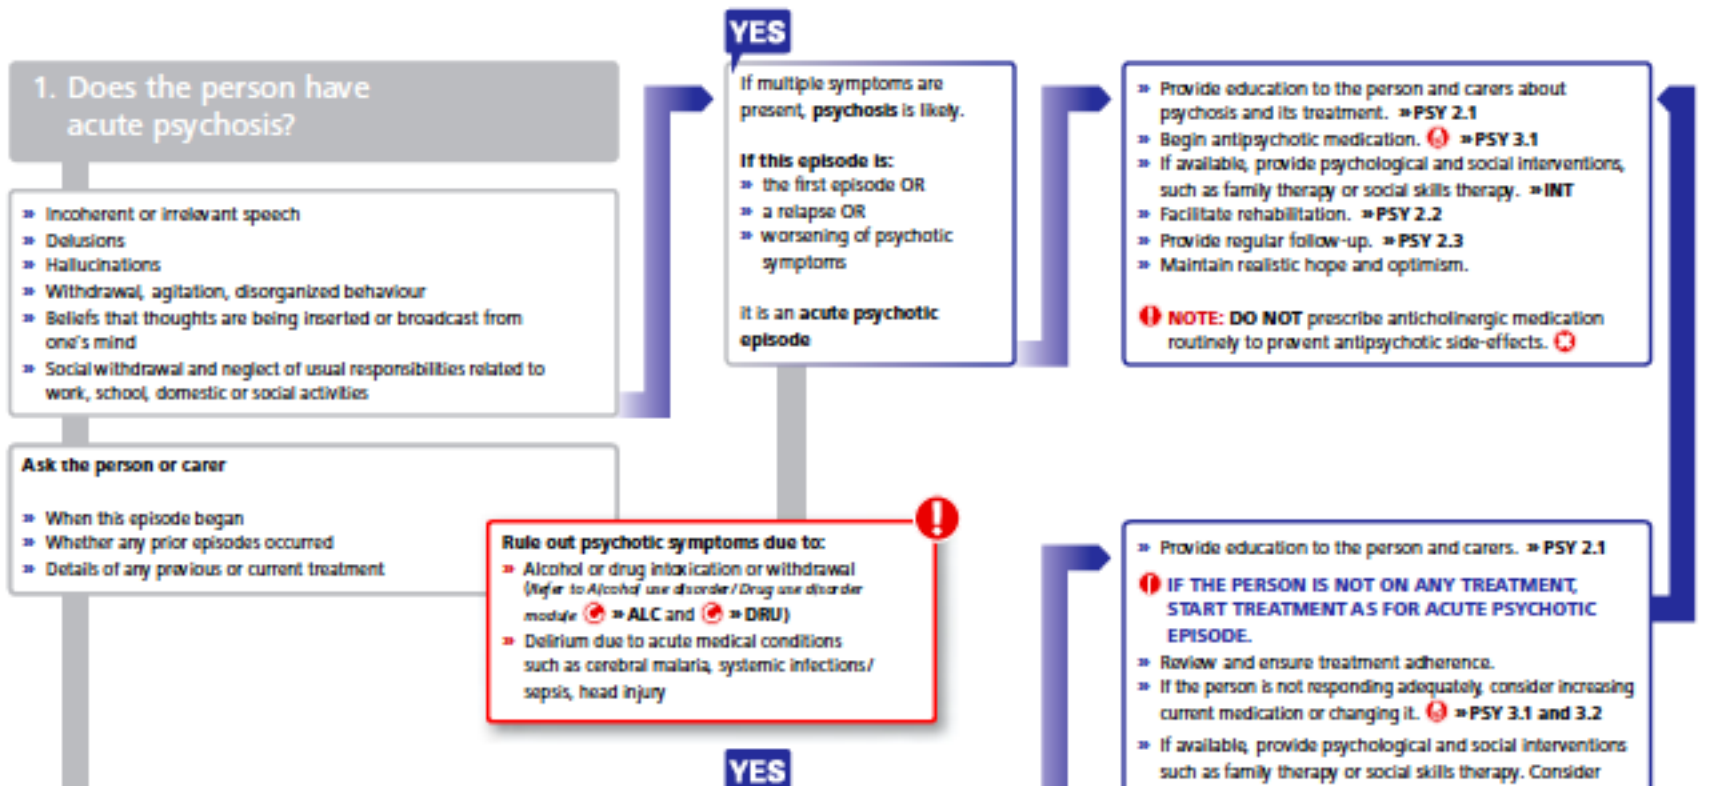 YES
1. Does the person have
acute psychosis?
» Incoherent or irrelevant speech
» Delusions
» Hallucinations
» Withdrawal, agitation, disorganized behaviour
» Beliefs that thoughts are being inserted or broadcast from
one's mind
» Social withdrawal and neglect of usual responsibilities related to
work, school, domestic or social activities
Ask the person or carer
» When this episode began
» Whether any prior episodes occurred
» Details of any previous or current treatment
If multiple symptoms are
present, psychosis is likely.
If this episode is:
» the first episode OR
» a relapse OR
» worsening of psychotic
symptoms
it is an acute psychotic
episode
Rule out psychotic symptoms due to:
» Alcohol or drug intoxication or withdrawal
(Refer to Alcohol use disorder / Drug use disorder
module » ALC and » DRU)
» Delirium due to acute medical conditions
such as cerebral malaria, systemic infections/
sepsis, head injury
YES
» Provide education to the person and carers about
psychosis and its treatment. » PSY 2.1
» Begin antipsychotic medication. » PSY 3.1
» If available, provide psychological and social interventions,
such as family therapy or social skills therapy. » INT
» Facilitate rehabilitation. » PSY 2.2
» Provide regular follow-up. » PSY 2.3
» Maintain realistic hope and optimism.
! NOTE: DO NOT prescribe anticholinergic medication
routinely to prevent antipsychotic side-effects.
» Provide education to the person and carers. » PSY 2.1
! IF THE PERSON IS NOT ON ANY TREATMENT,
START TREATMENT AS FOR ACUTE PSYCHOTIC
EPISODE.
» Review and ensure treatment adherence.
» If the person is not responding adequately, consider increasing
current medication or changing it. » PSY 3.1 and 3.2
» If available, provide psychological and social interventions
such as family therapy or social skills therapy. Consider